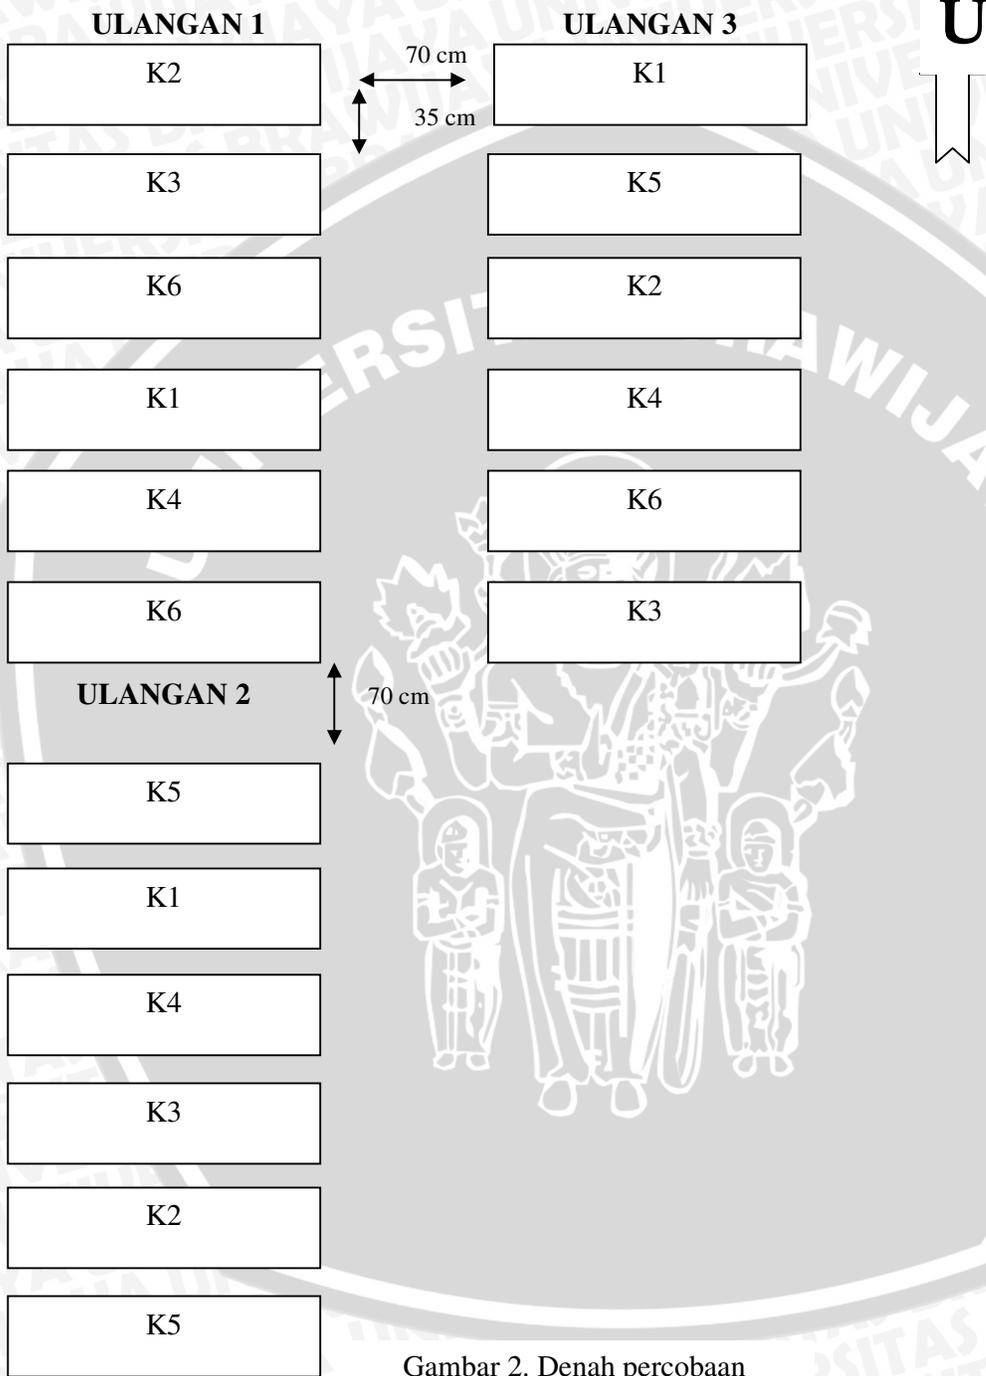 ULANGAN 1
K2
K3
K6
K1
K4
K6
70 cm
35 cm
ULANGAN 3
K1
K5
K2
K4
K6
K3
ULANGAN 2
70 cm
K5
K1
K4
K3
K2
K5
Gambar 2. Denah percobaan
U